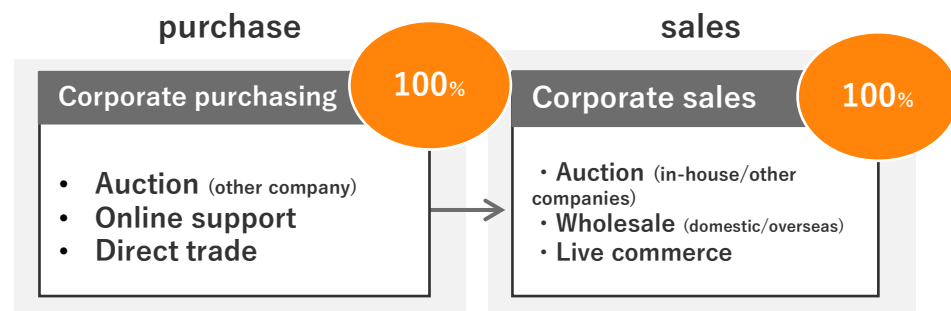 purchase
Corporate purchasing
100%
• Auction (other company)
• Online support
• Direct trade
sales
Corporate sales
100%
・Auction (in-house/other
companies)
・Wholesale (domestic/overseas)
・Live commerce